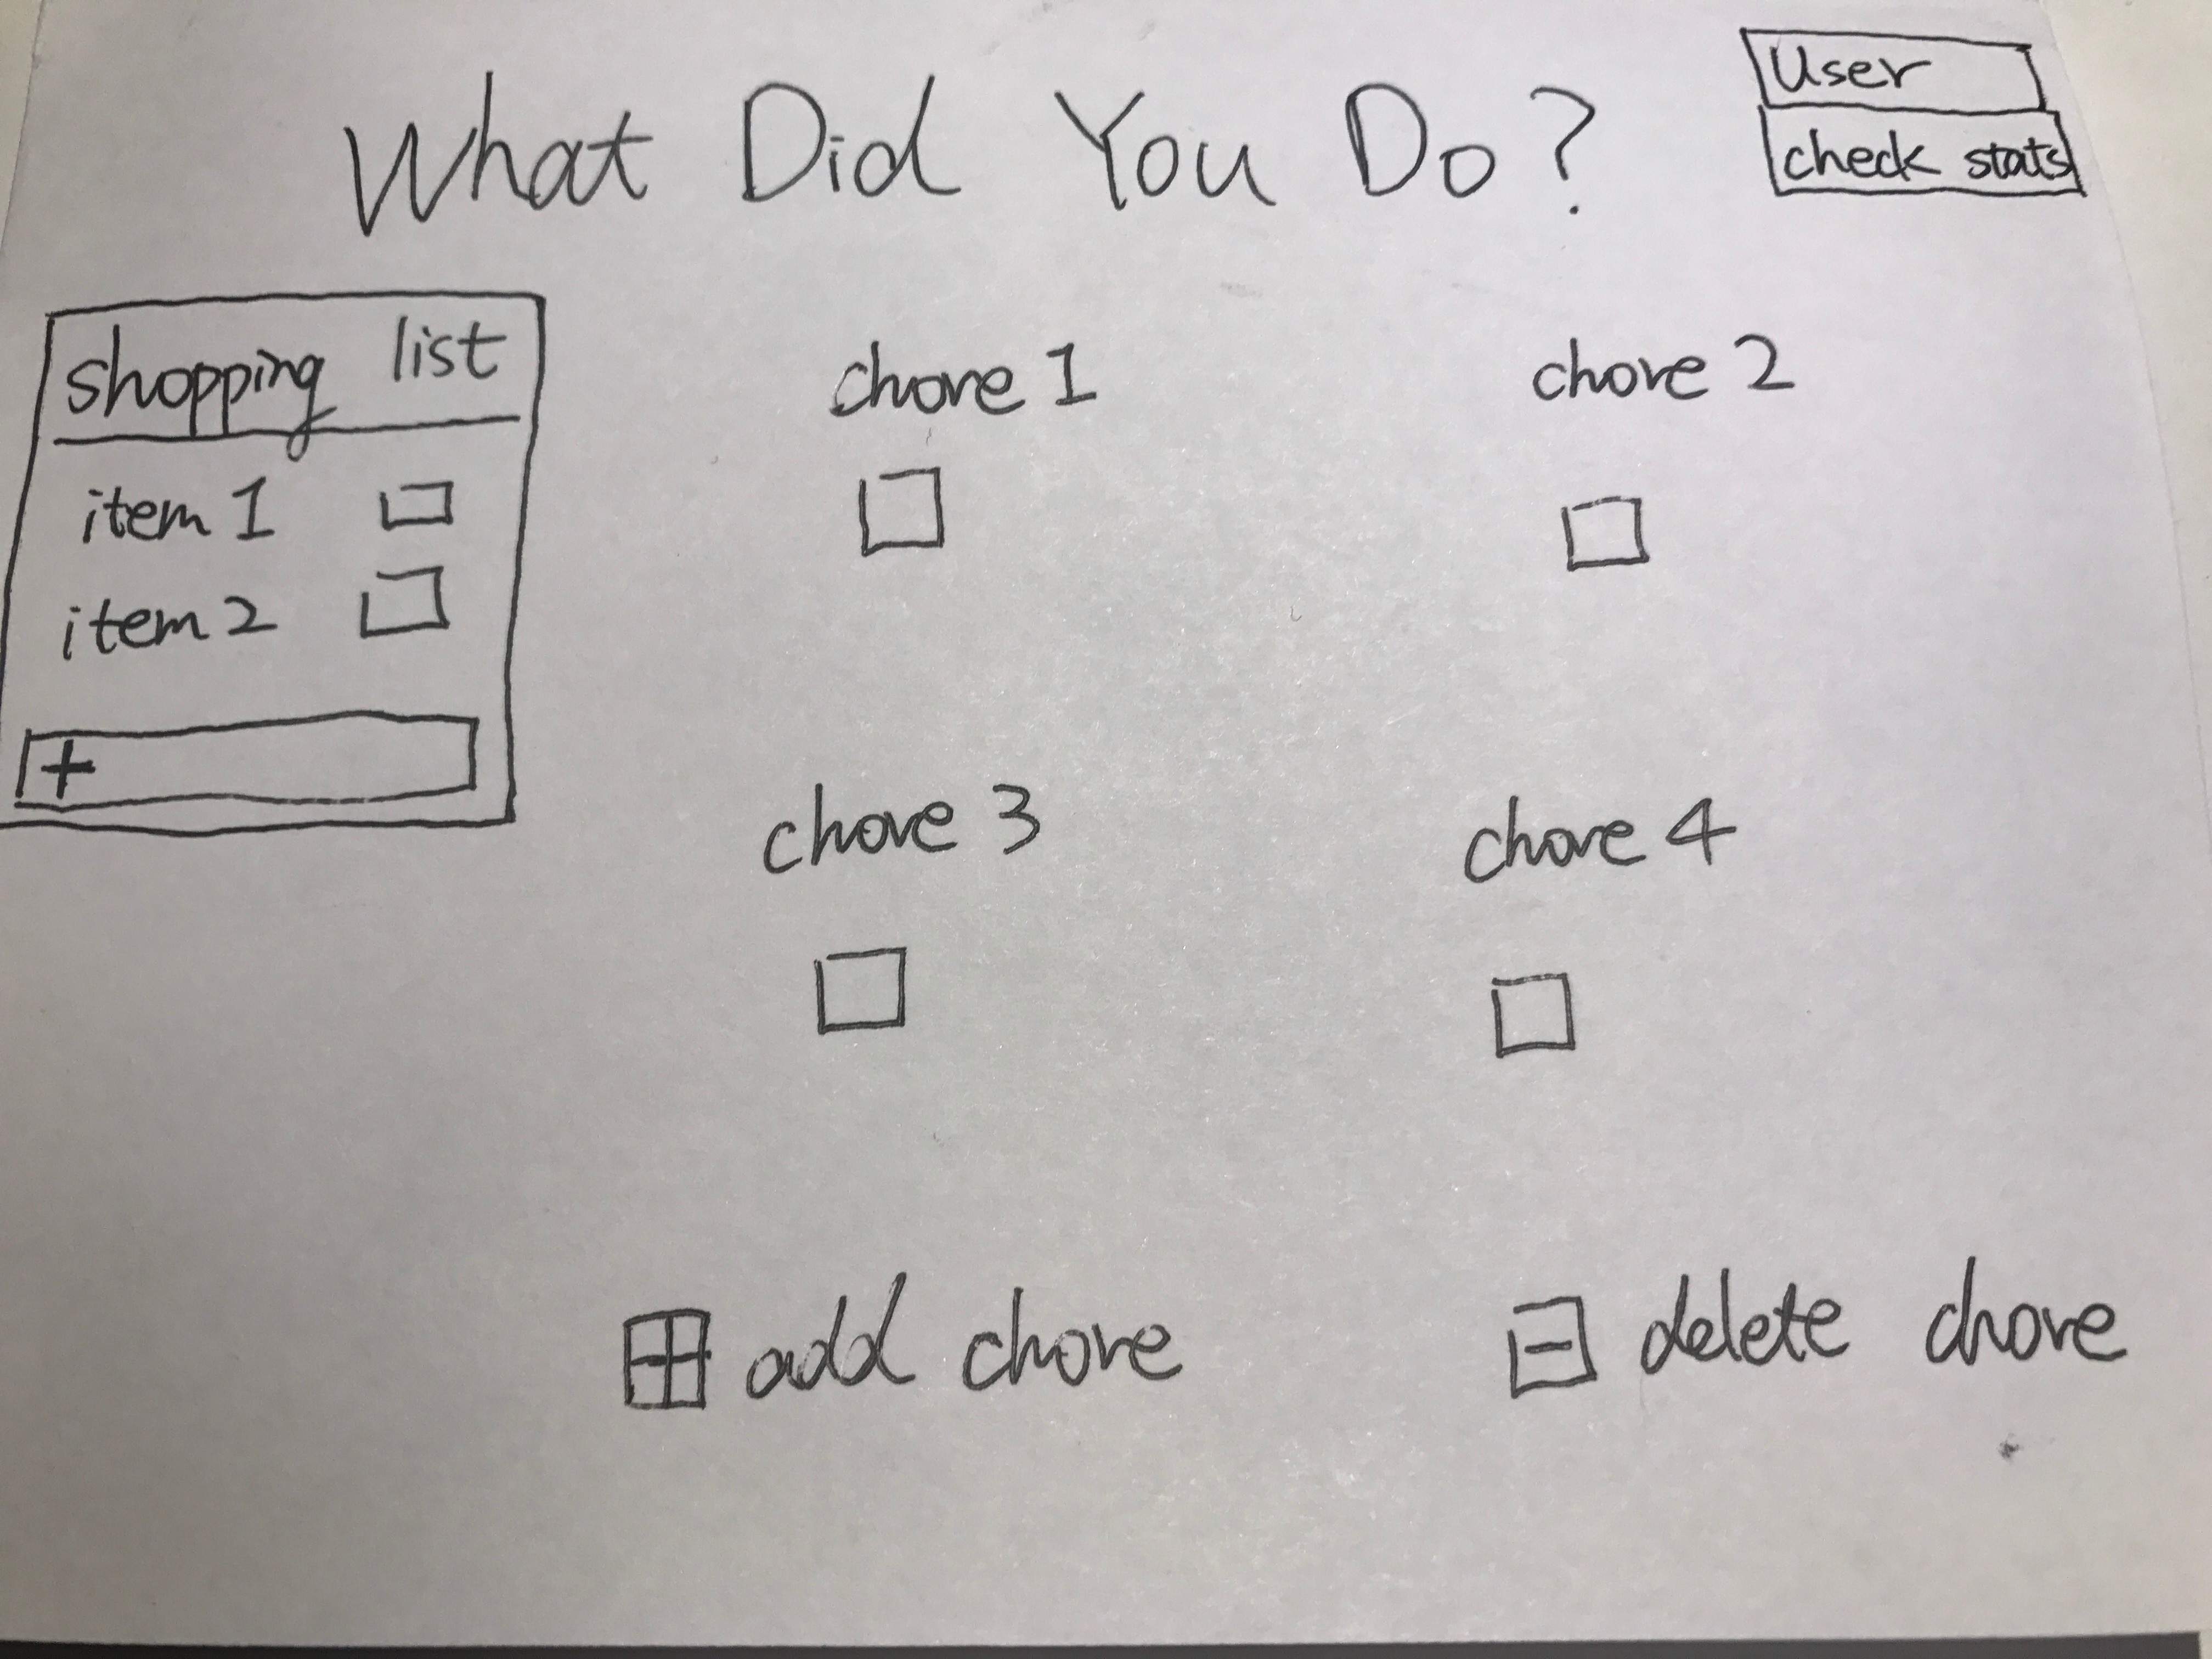 What Did You Do?
User
check stats
shopping list
item 1
item 2
+
chore 1
chore 2
chore 3
chore 4
add chore
delete chore